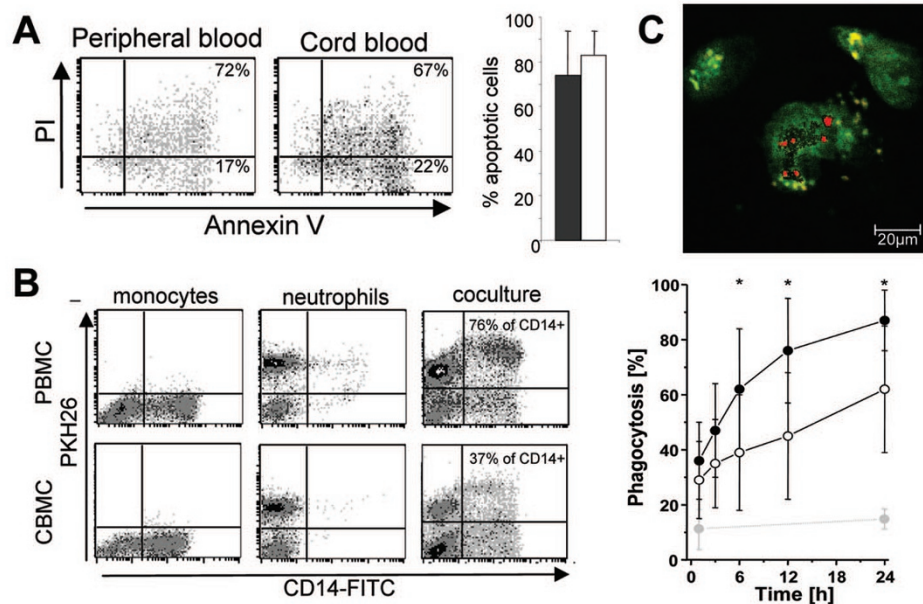 A
Peripheral blood
Cord blood
72%
17%
67%
22%
PI
Annexin V
% apoptotic cells
100
80
60
40
20
0
C
20µm
B
monocytes
neutrophils
coculture
76% of CD14+
37% of CD14+
PBMC
CBMC
PKH26
CD14-FITC
Phagocytosis [%]
100
80
60
40
20
0
* * *
0 6 12 18 24
Time [h]